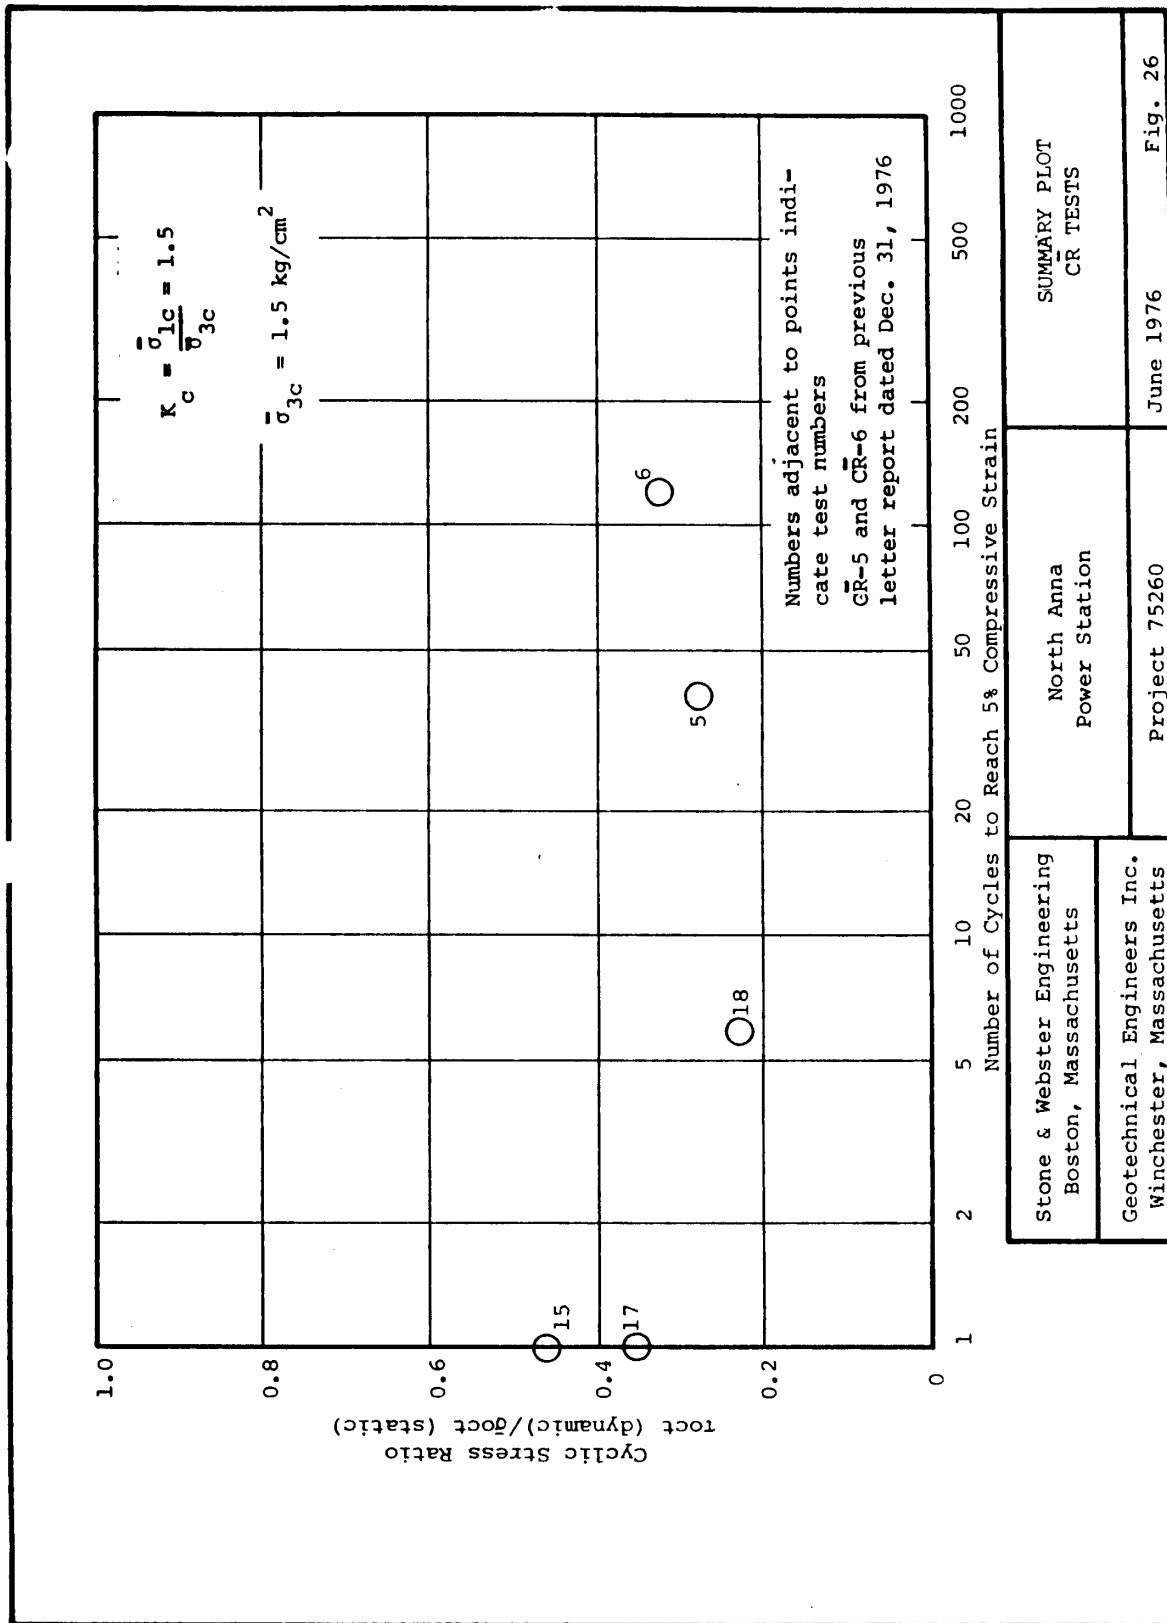 K_c = σ̄_1c / σ̄_3c = 1.5
σ̄_3c = 1.5 kg/cm²
Cyclic Stress Ratio
τoct (dynamic)/σ̄oct (static)
1.0
0.8
0.6
0.4
0.2
0
15
17
18
5
6
Numbers adjacent to points indi-
cate test numbers
C̄R̄-5 and C̄R̄-6 from previous
letter report dated Dec. 31, 1976
1 2 5 10 20 50 100 200 500 1000
Number of Cycles to Reach 5% Compressive Strain
Stone & Webster Engineering
Boston, Massachusetts
Geotechnical Engineers Inc.
Winchester, Massachusetts
North Anna
Power Station
Project 75260
SUMMARY PLOT
C̄R̄ TESTS
June 1976
Fig. 26